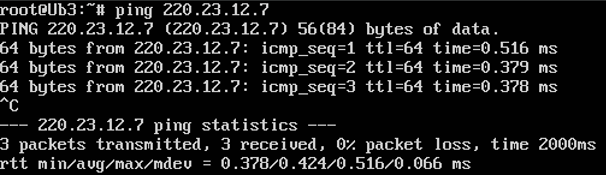 root@Ub3:~# ping 220.23.12.7
PING 220.23.12.7 (220.23.12.7) 56(84) bytes of data.
64 bytes from 220.23.12.7: icmp_seq=1 ttl=64 time=0.516 ms
64 bytes from 220.23.12.7: icmp_seq=2 ttl=64 time=0.379 ms
64 bytes from 220.23.12.7: icmp_seq=3 ttl=64 time=0.378 ms
^C
--- 220.23.12.7 ping statistics ---
3 packets transmitted, 3 received, 0% packet loss, time 2000ms
rtt min/avg/max/mdev = 0.378/0.424/0.516/0.066 ms